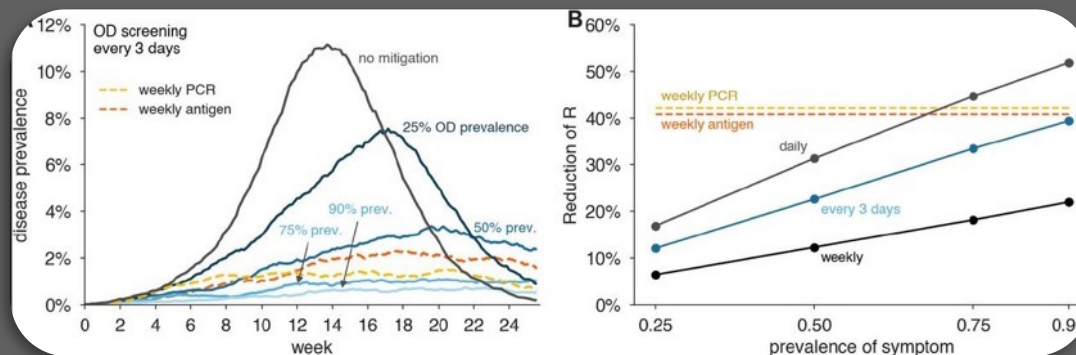 OD screening
every 3 days
weekly PCR
weekly antigen
no mitigation
25% OD prevalence
90% prev.
75% prev.
50% prev.
12%
10%
8%
6%
4%
2%
0%
disease prevalence
0 2 4 6 8 10 12 14 16 18 20 22 24
week
B
60%
50%
40%
30%
20%
10%
0%
Reduction of R
weekly PCR
weekly antigen
daily
every 3 days
weekly
0.25 0.50 0.75
prevalence of symptom